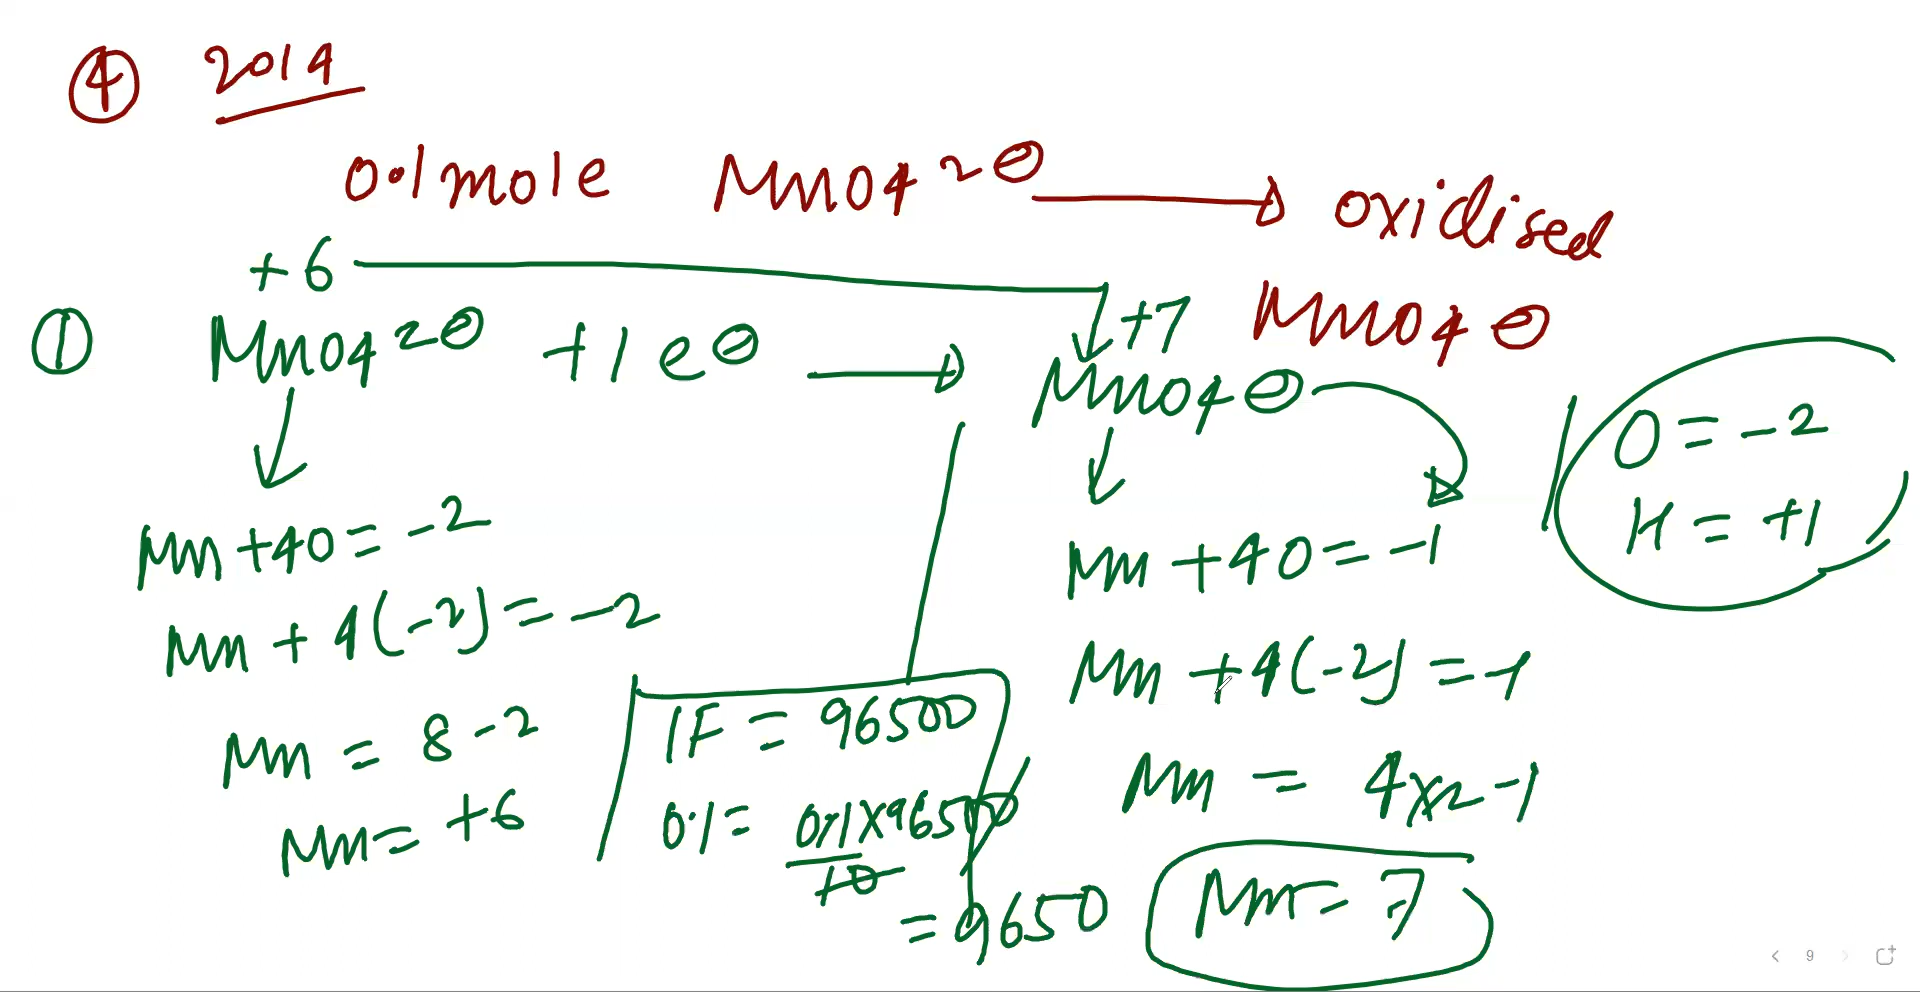 ④ 2014
0.1 mole MnO4 2⊖ → oxidised
MnO4 ⊖
+6 +7
① MnO4 2⊖ + 1 e⊖ → MnO4 ⊖
O = -2
H = +1
Mn + 4O = -2
Mn + 4(-2) = -2
Mn = 8 - 2
Mn = +6
1F = 96500
0.1 = 0.1 × 96500
10
= 9650
Mn + 4O = -1
Mn + 4(-2) = -1
Mn = 4×2 - 1
Mn = 7
9